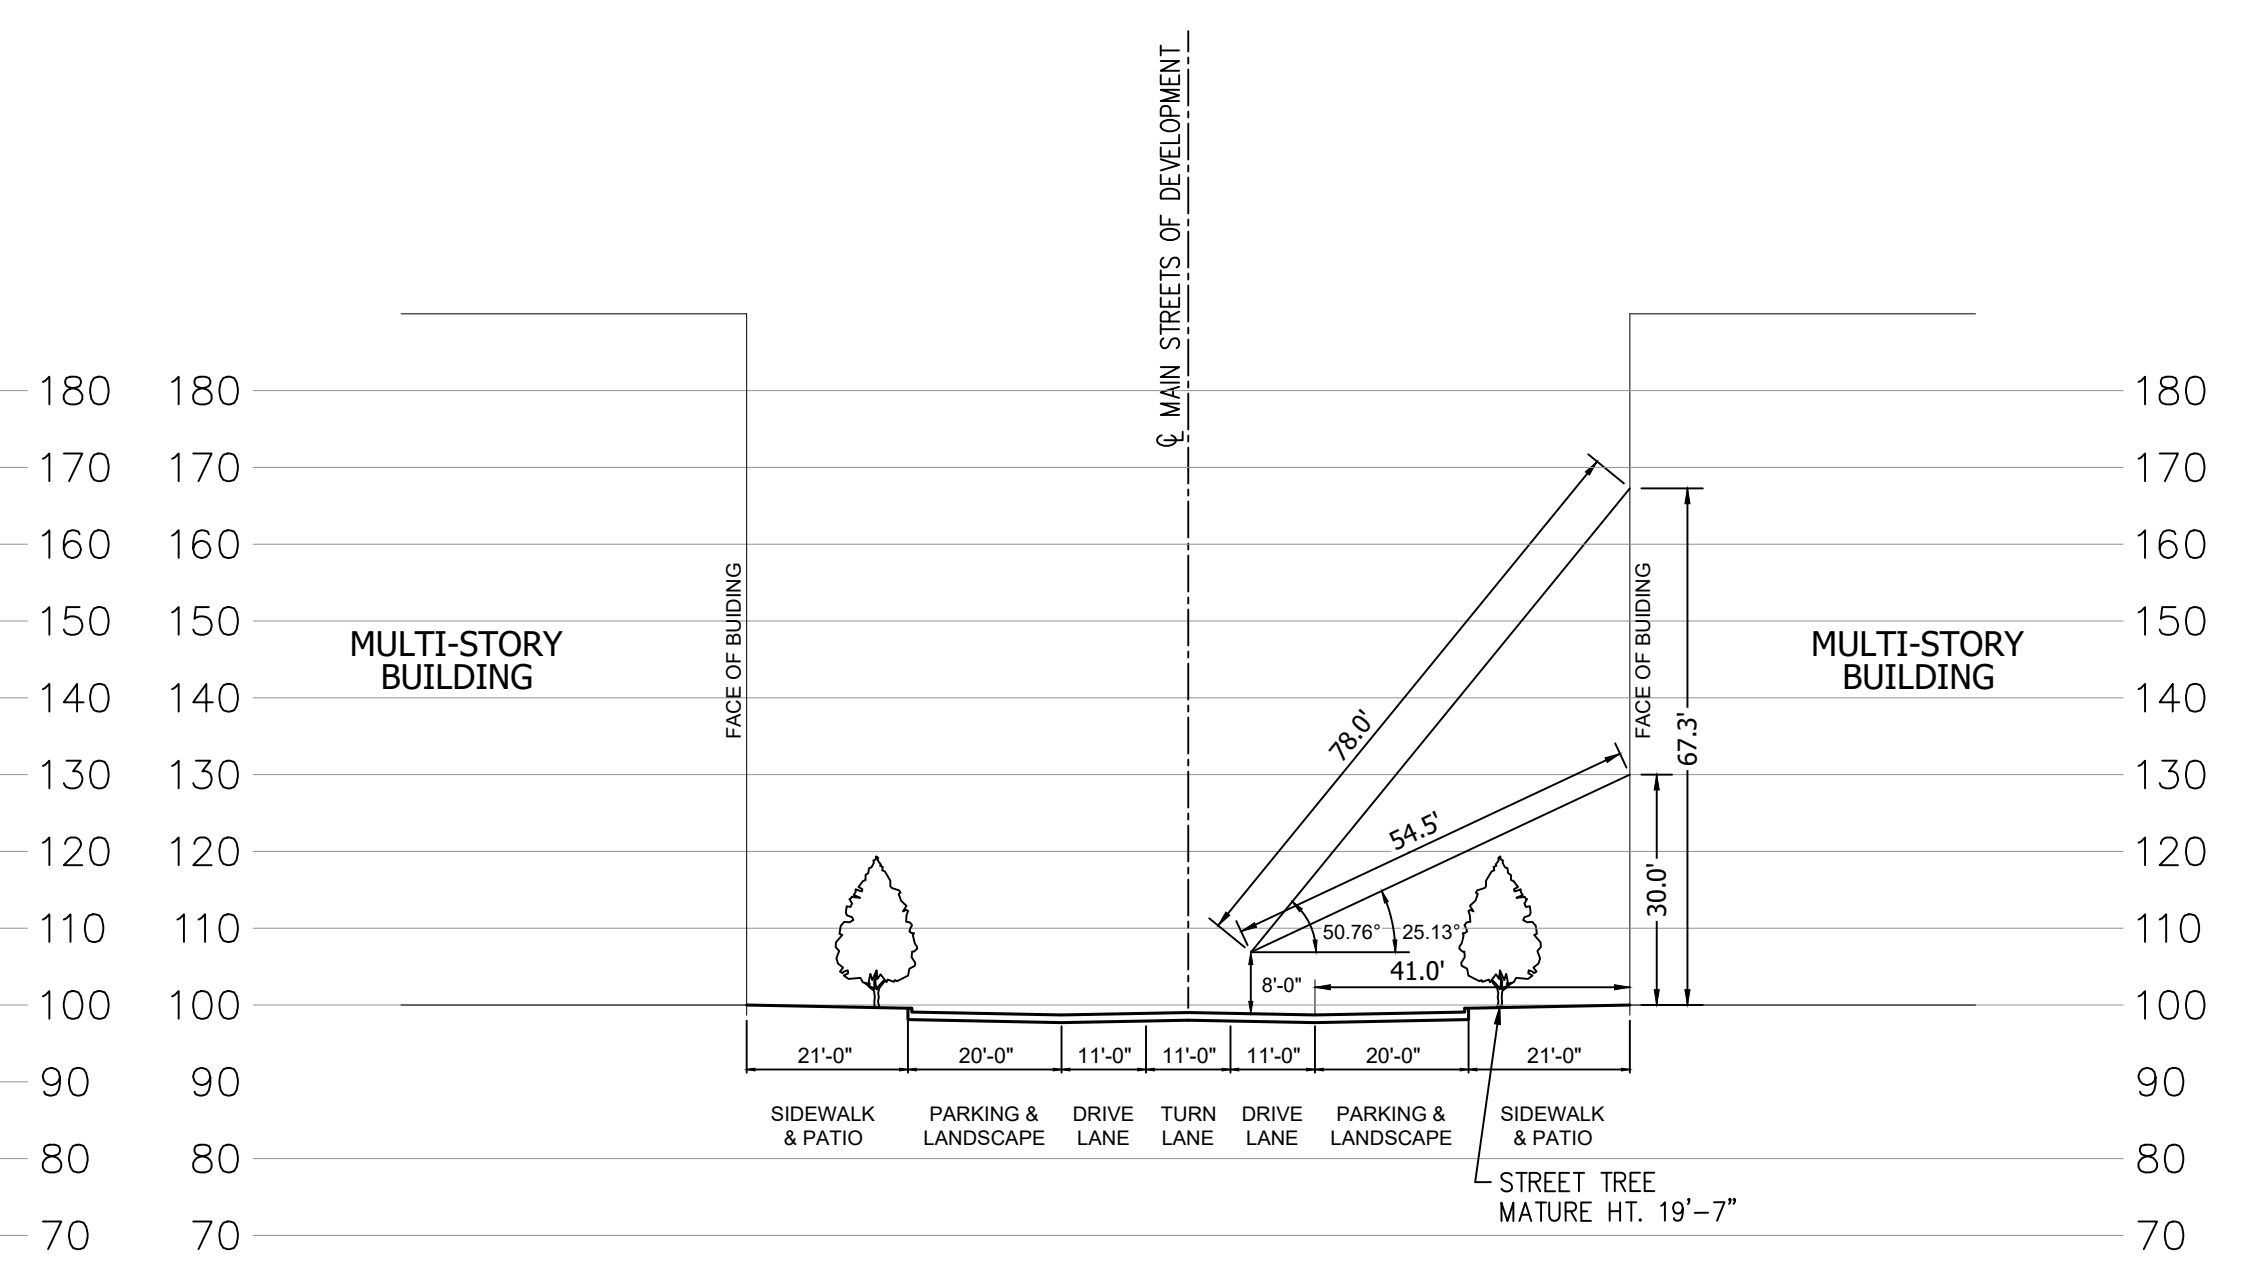 ℄ MAIN STREETS OF DEVELOPMENT
180 180 180
170 170 170
160 160 160
150 150 150
140 140 140
130 130 130
120 120 120
110 110 110
100 100 100
90 90 90
80 80 80
70 70 70
MULTI-STORY
BUILDING
FACE OF BUIDING
78.0'
54.5'
50.76°
25.13°
41.0'
8'-0"
30.0'
67.3'
FACE OF BUIDING
MULTI-STORY
BUILDING
21'-0" 20'-0" 11'-0" 11'-0" 11'-0" 20'-0" 21'-0"
SIDEWALK PARKING & DRIVE TURN DRIVE PARKING & SIDEWALK
& PATIO LANDSCAPE LANE LANE LANE LANDSCAPE & PATIO
STREET TREE
MATURE HT. 19'-7"